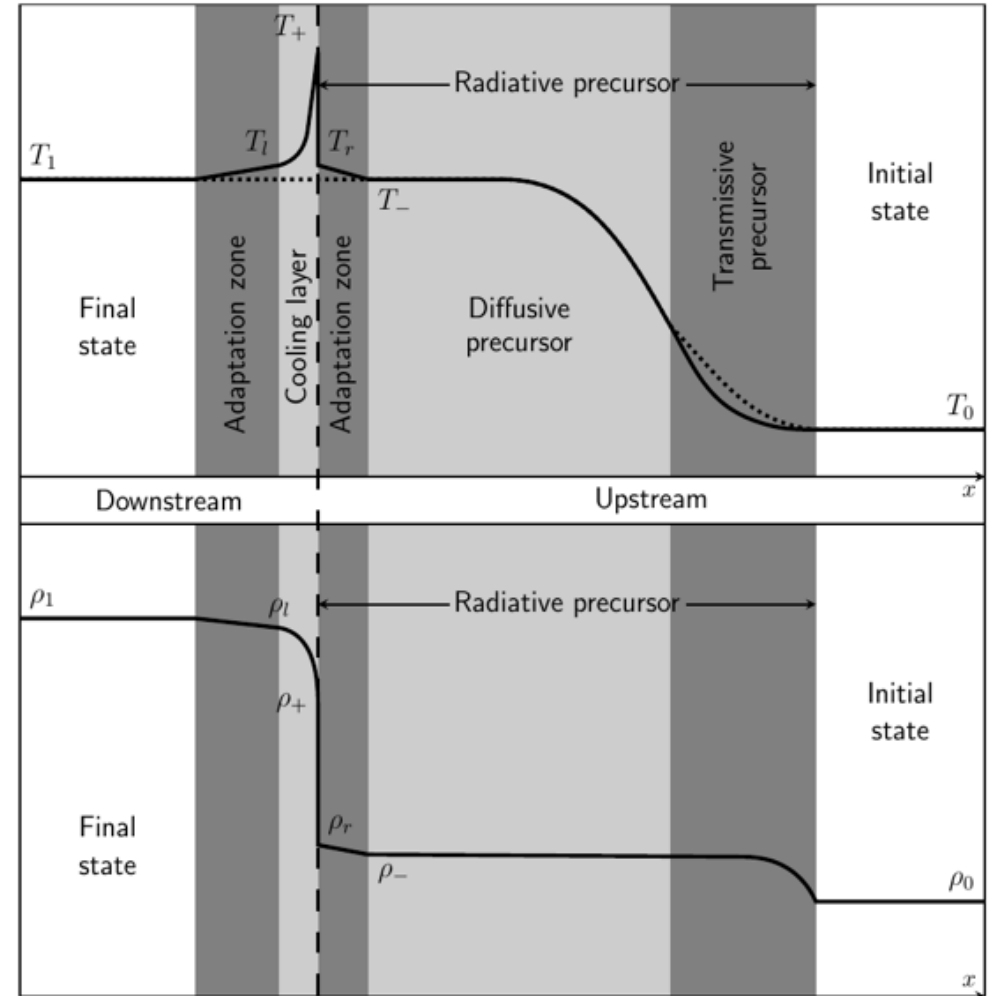 T₊
Radiative precursor
T₁
Tₗ
Tᵣ
T₋
Initial
state
Transmissive
precursor
Final
state
Adaptation zone
Cooling layer
Adaptation zone
Diffusive
precursor
T₀
x
Downstream
Upstream
ρ₁
ρₗ
Radiative precursor
ρ₊
Initial
state
Final
state
ρᵣ
ρ₋
ρ₀
x